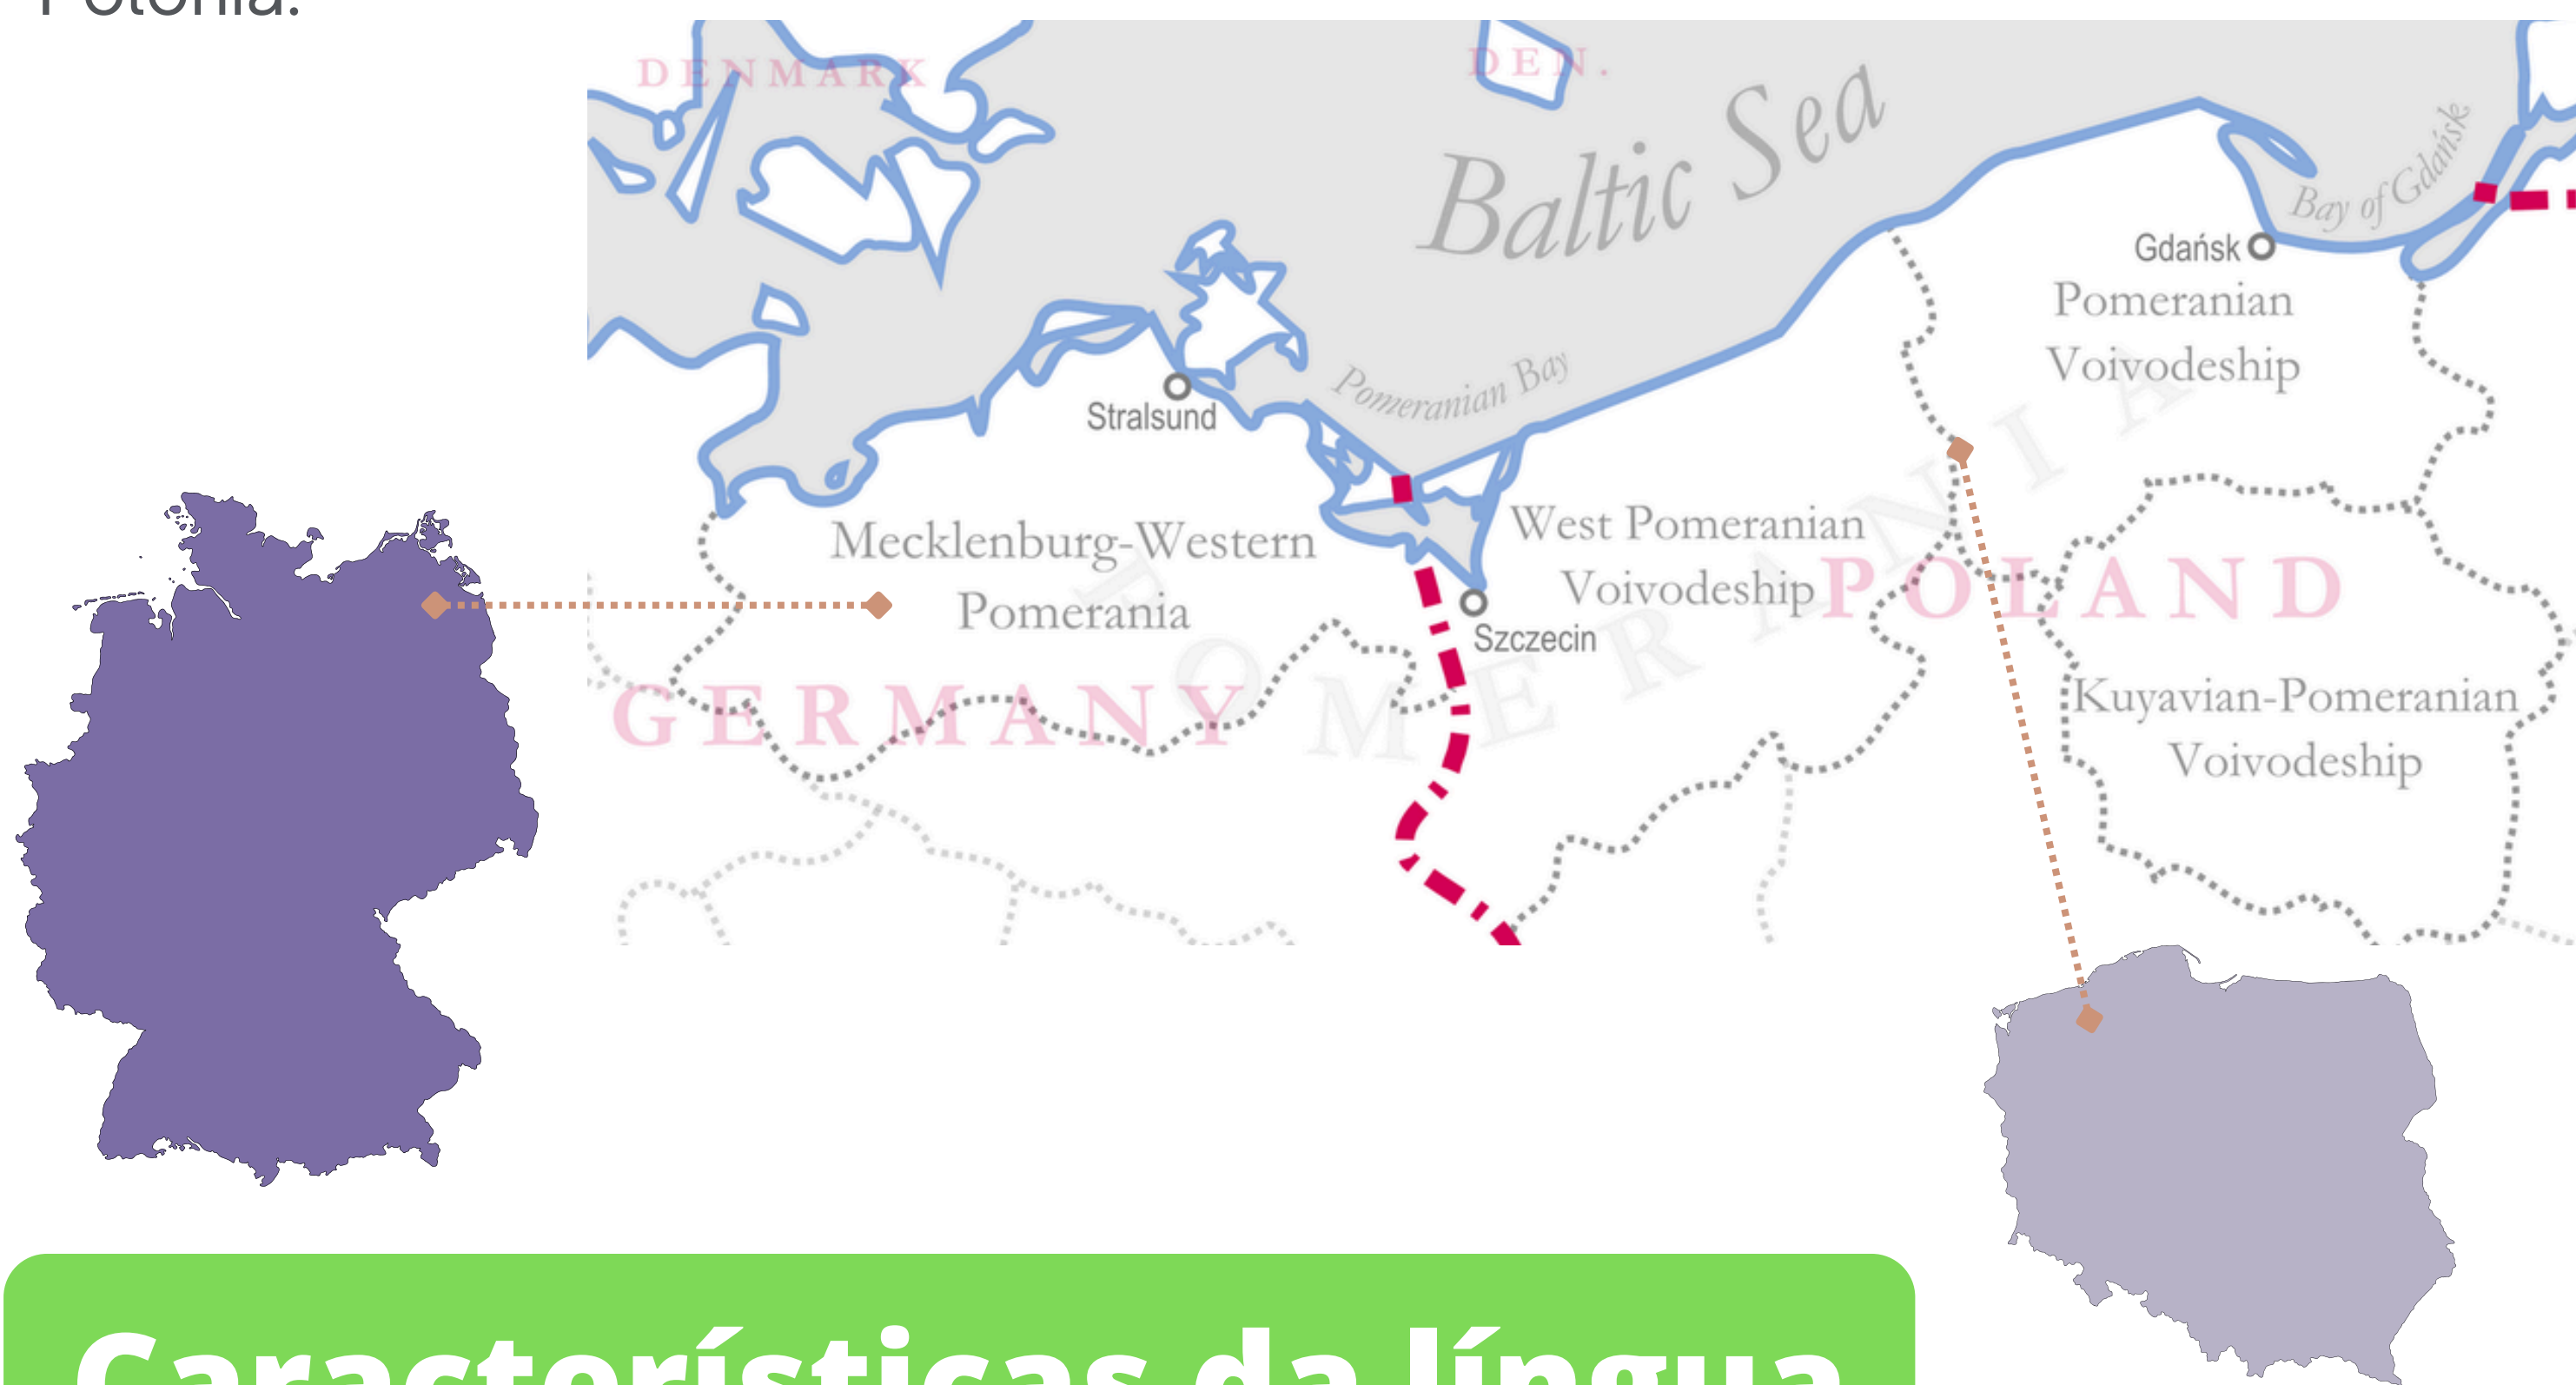 Polônia.
DENMARK
DEN.
Baltic Sea
Bay of Gdańsk
Gdańsk
Pomeranian
Voivodeship
Pomeranian Bay
Stralsund
Mecklenburg-Western
Pomerania
West Pomeranian
Voivodeship
Szczecin
POLAND
POMERANIA
GERMANY
Kuyavian-Pomeranian
Voivodeship
Características da língua